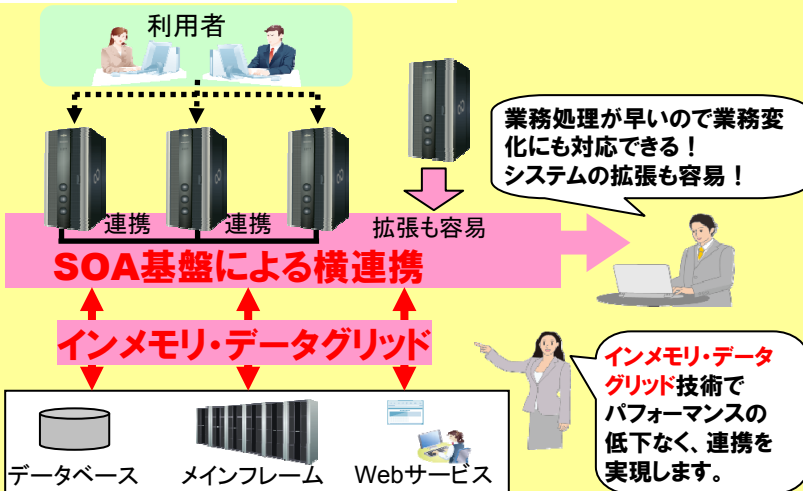 利用者
業務処理が早いので業務変
化にも対応できる！
システムの拡張も容易！
連携
連携
拡張も容易
SOA基盤による横連携
インメモリ・データグリッド
インメモリ・データ
グリッド技術で
パフォーマンスの
低下なく、連携を
実現します。
データベース
メインフレーム
Webサービス